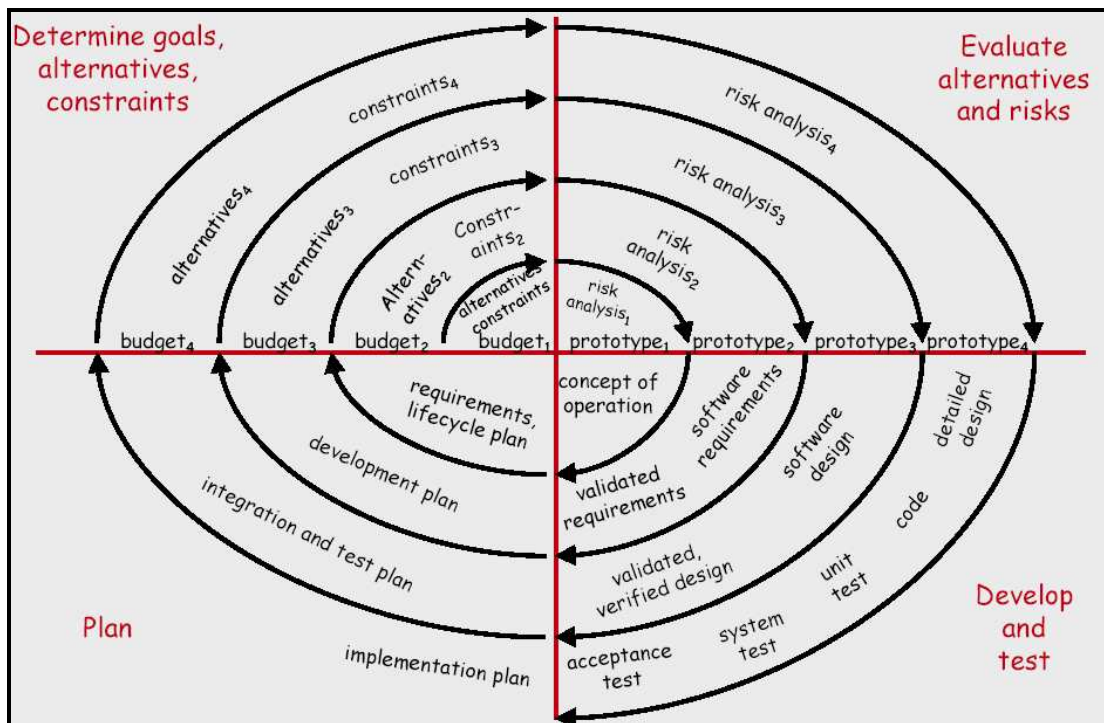 Determine goals,
alternatives,
constraints
Evaluate
alternatives
and risks
constraints₄
alternatives₄
constraints₃
alternatives₃
Constr-
aints₂
Altern-
atives₂
alternatives
constraints
risk analysis₄
risk analysis₃
risk
analysis₂
risk
analysis₁
budget₄ budget₃ budget₂ budget₁ prototype₁ prototype₂ prototype₃ prototype₄
requirements,
lifecycle plan
development plan
integration and test plan
implementation plan
concept of
operation
software
requirements
validated
requirements
software
design
validated,
verified design
detailed
design
code
unit
test
system
test
acceptance
test
Plan
Develop
and
test